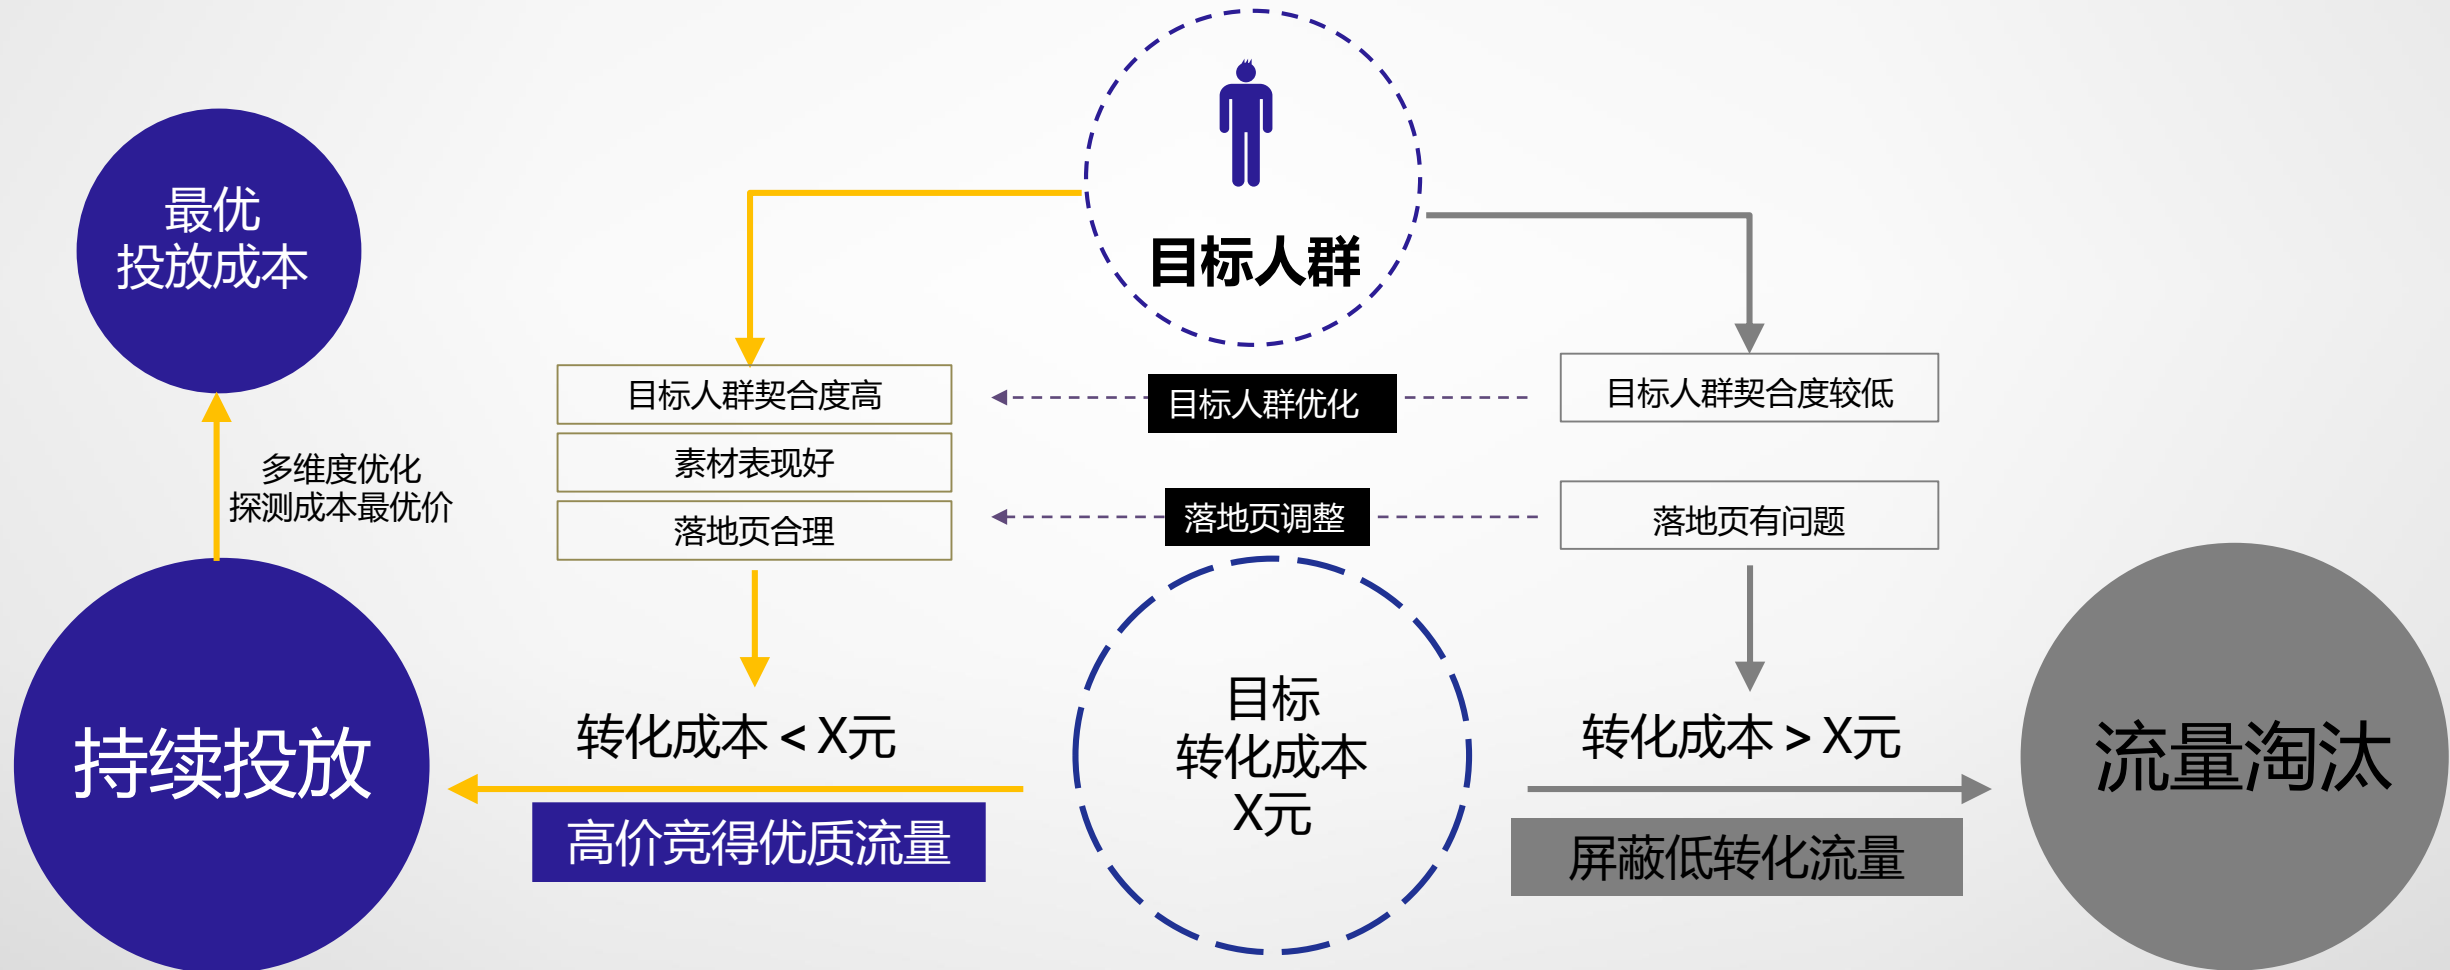 目标人群
最优
投放成本
目标人群契合度高
目标人群优化
目标人群契合度较低
素材表现好
多维度优化
探测成本最优价
落地页合理
落地页调整
落地页有问题
转化成本 < X元
目标
转化成本
X元
转化成本 > X元
持续投放
流量淘汰
高价竞得优质流量
屏蔽低转化流量